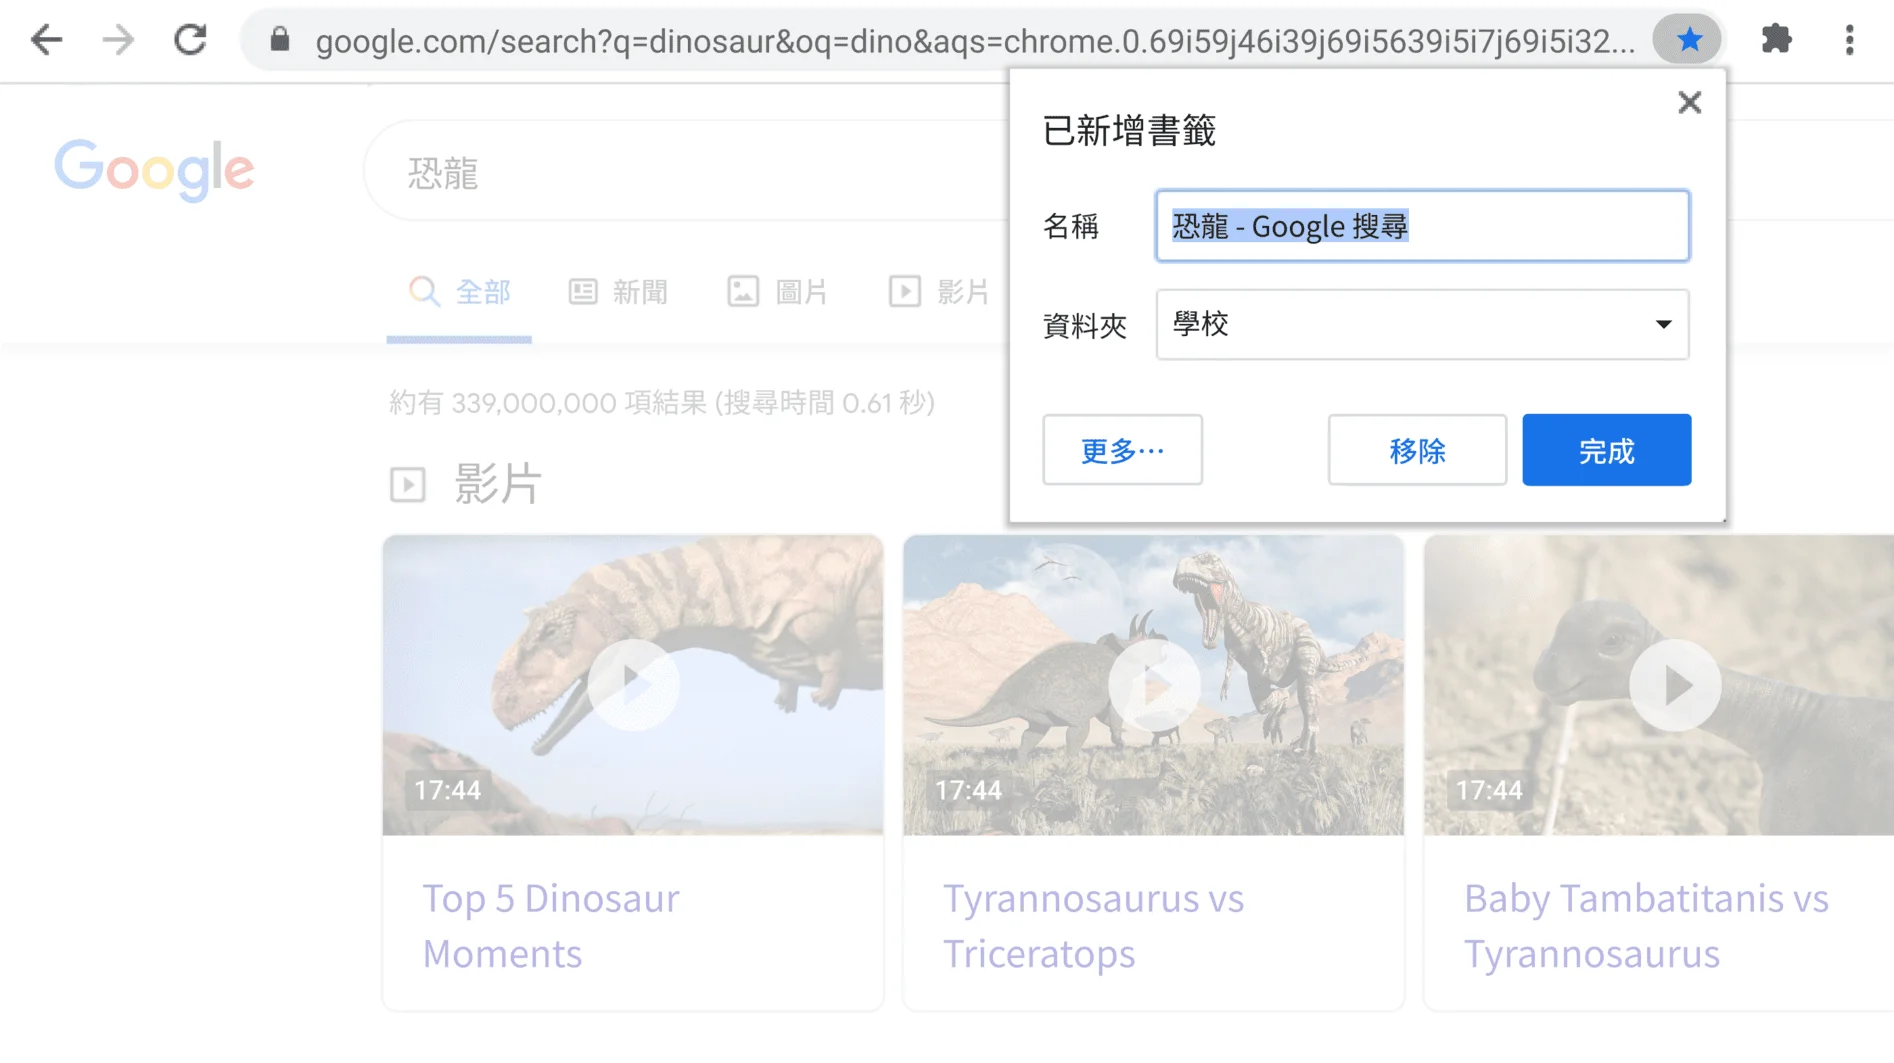 google.com/search?q=dinosaur&oq=dino&aqs=chrome.0.69i59j46i39j69i5639i5i7j69i5i32...
已新增書籤
Google
恐龍
名稱
恐龍 - Google 搜尋
全部
新聞
圖片
影片
資料夾
學校
約有 339,000,000 項結果 (搜尋時間 0.61 秒)
更多…
移除
完成
影片
17:44
17:44
17:44
Top 5 Dinosaur
Moments
Tyrannosaurus vs
Triceratops
Baby Tambatitanis vs
Tyrannosaurus